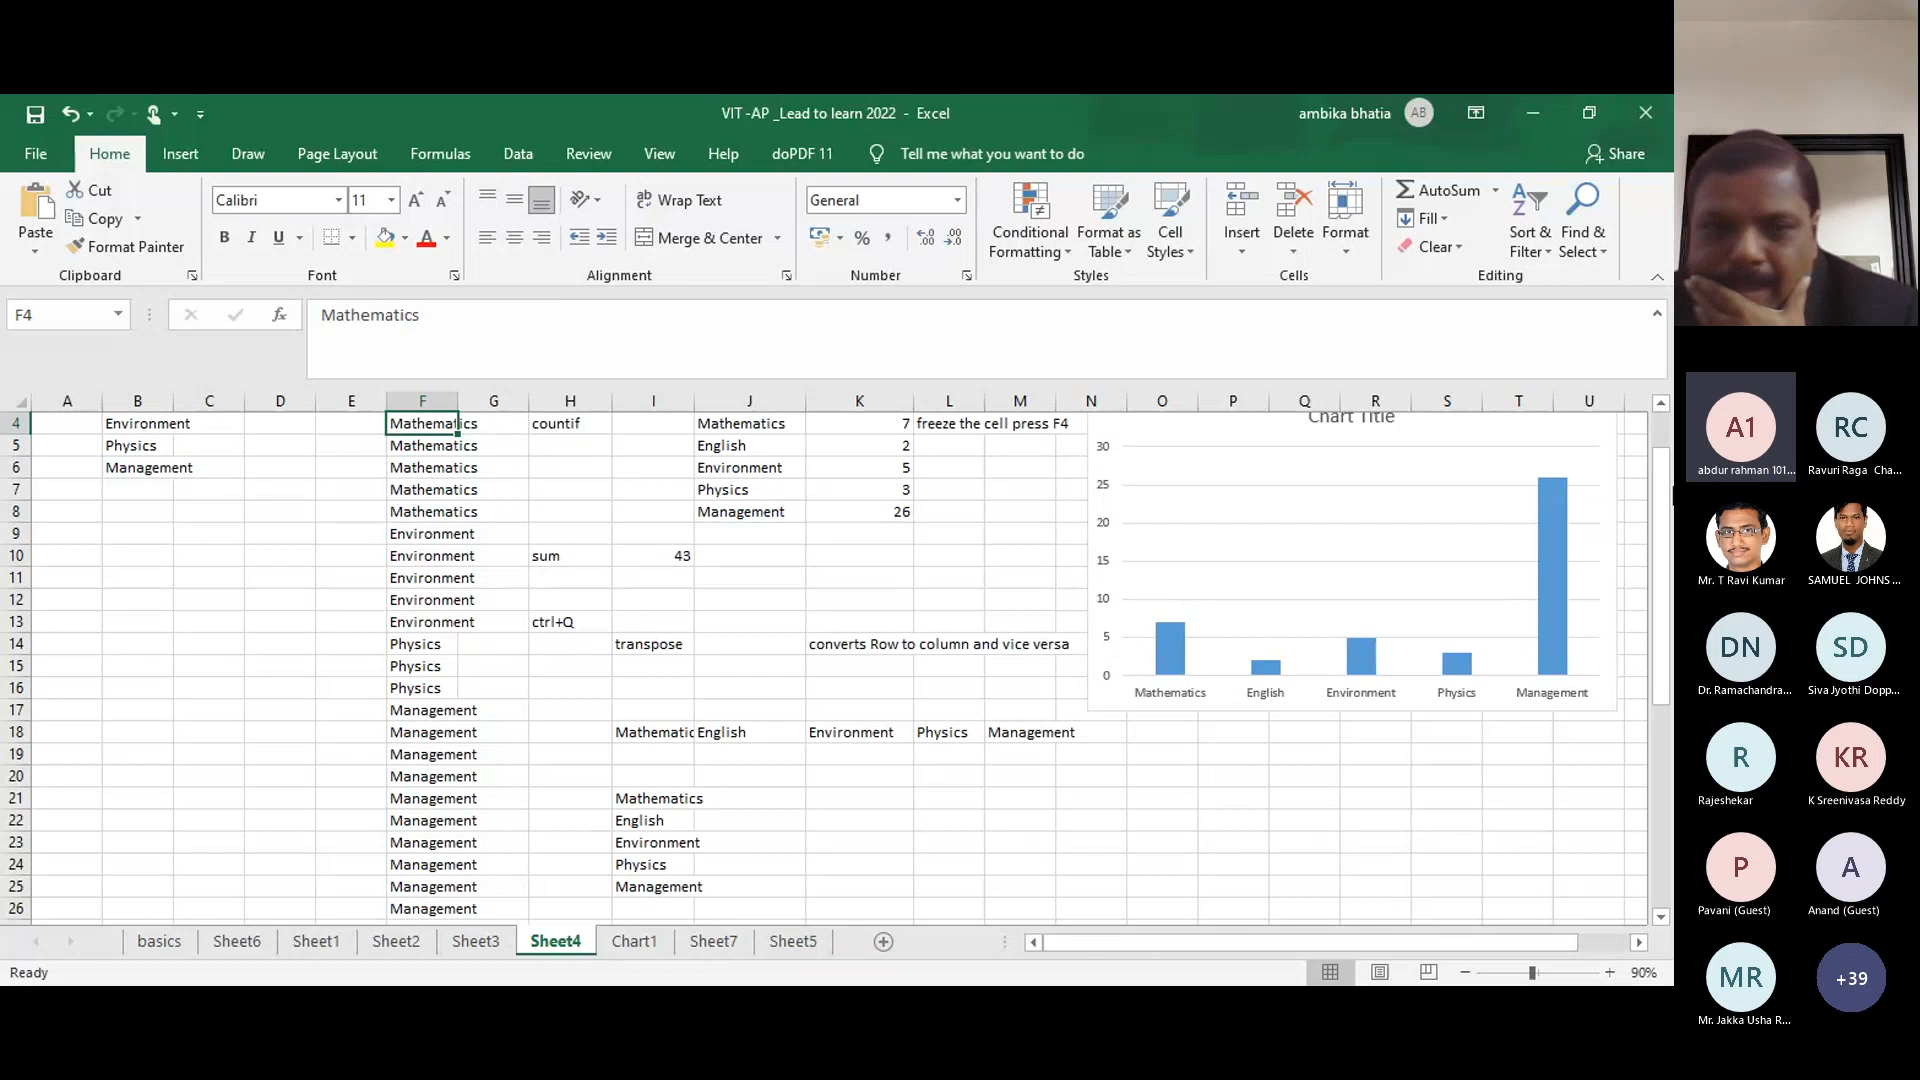 VIT -AP _Lead to learn 2022 - Excel
ambika bhatia AB
File Home Insert Draw Page Layout Formulas Data Review View Help doPDF 11 Tell me what you want to do Share
Paste Cut Copy Format Painter
Clipboard
Calibri 11
B I U
Font
Wrap Text
Merge & Center
Alignment
General
Number
Conditional Formatting Format as Table Cell Styles
Styles
Insert Delete Format
Cells
AutoSum
Fill
Clear
Sort & Filter Find & Select
Editing
F4 fx Mathematics
A B C D E F G H I J K L M N O P Q R S T U
4 Environment Mathematics countif Mathematics 7 freeze the cell press F4
5 Physics Mathematics English 2
6 Management Mathematics Environment 5
7 Mathematics Physics 3
8 Mathematics Management 26
9 Environment
10 Environment sum 43
11 Environment
12 Environment
13 Environment ctrl+Q
14 Physics transpose converts Row to column and vice versa
15 Physics
16 Physics
17 Management
18 Management Mathematic English Environment Physics Management
19 Management
20 Management
21 Management Mathematics
22 Management English
23 Management Environment
24 Management Physics
25 Management Management
26 Management
Chart Title
30
25
20
15
10
5
0
Mathematics English Environment Physics Management
basics Sheet6 Sheet1 Sheet2 Sheet3 Sheet4 Chart1 Sheet7 Sheet5
Ready
90%
A1 RC
abdur rahman 101... Ravuri Raga Cha...
Mr. T Ravi Kumar SAMUEL JOHNS ...
DN SD
Dr. Ramachandra... Siva Jyothi Dopp...
R KR
Rajeshekar K Sreenivasa Reddy
P A
Pavani (Guest) Anand (Guest)
MR +39
Mr. Jakka Usha R...